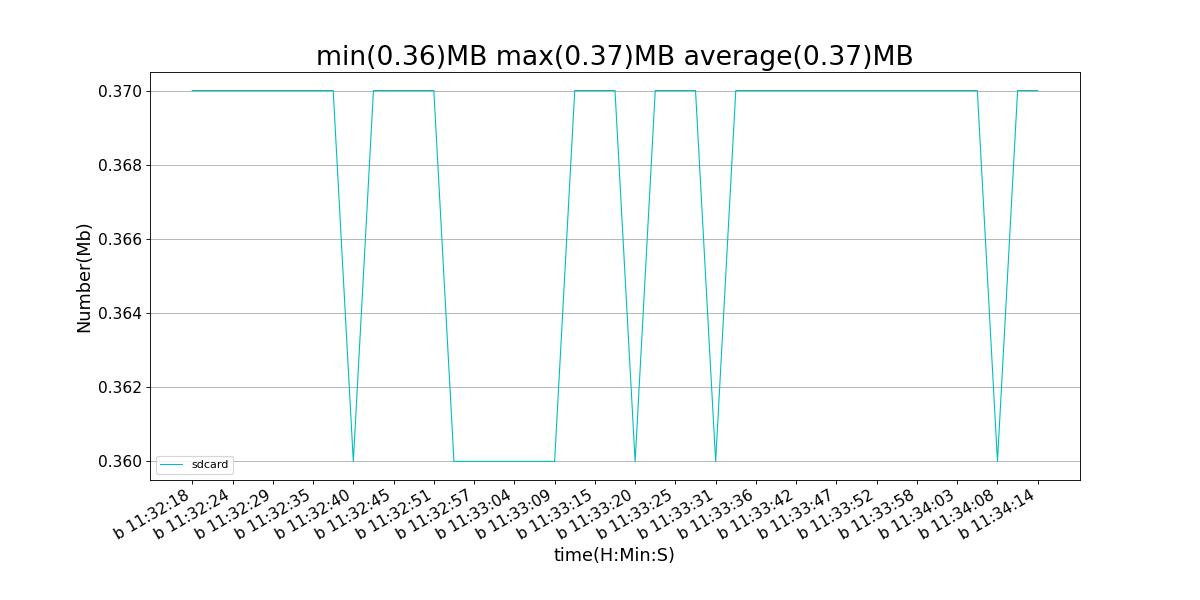 min(0.36)MB max(0.37)MB average(0.37)MB
Number(Mb)
0.370
0.368
0.366
0.364
0.362
0.360
sdcard
b 11:32:18
b 11:32:24
b 11:32:29
b 11:32:35
b 11:32:40
b 11:32:45
b 11:32:51
b 11:32:57
b 11:33:04
b 11:33:09
b 11:33:15
b 11:33:20
b 11:33:25
b 11:33:31
b 11:33:36
b 11:33:42
b 11:33:47
b 11:33:52
b 11:33:58
b 11:34:03
b 11:34:08
b 11:34:14
time(H:Min:S)